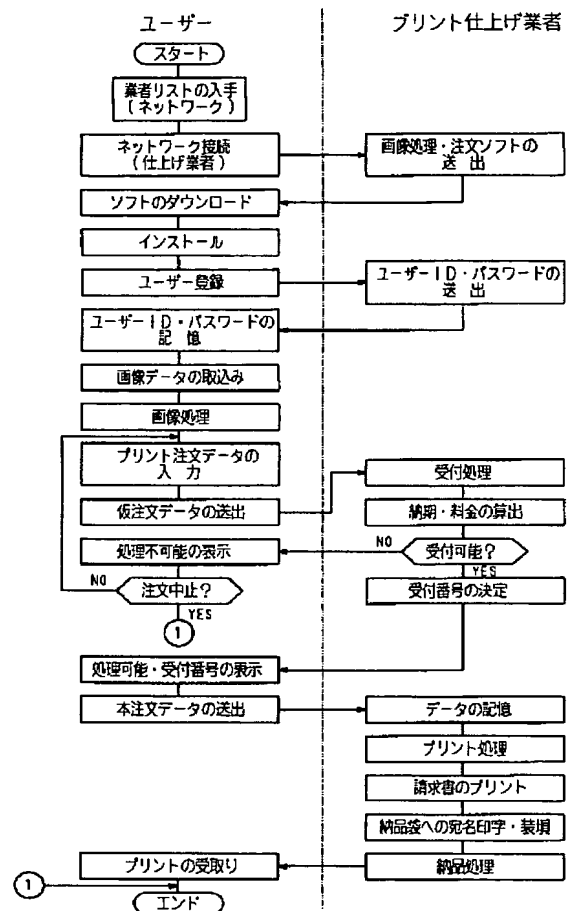 ユーザー
プリント仕上げ業者
スタート
業者リストの入手
(ネットワーク)
ネットワーク接続
(仕上げ業者)
画像処理・注文ソフトの
送 出
ソフトのダウンロード
インストール
ユーザー登録
ユーザーID・パスワードの
送 出
ユーザーID・パスワードの
記 憶
画像データの取込み
画像処理
プリント注文データの
入 力
受付処理
仮注文データの送出
納期・料金の算出
処理不可能の表示
NO
受付可能?
YES
NO
注文中止?
YES
受付番号の決定
1
処理可能・受付番号の表示
本注文データの送出
データの記憶
プリント処理
請求書のプリント
納品袋への宛名印字・装填
プリントの受取り
納品処理
1
エンド